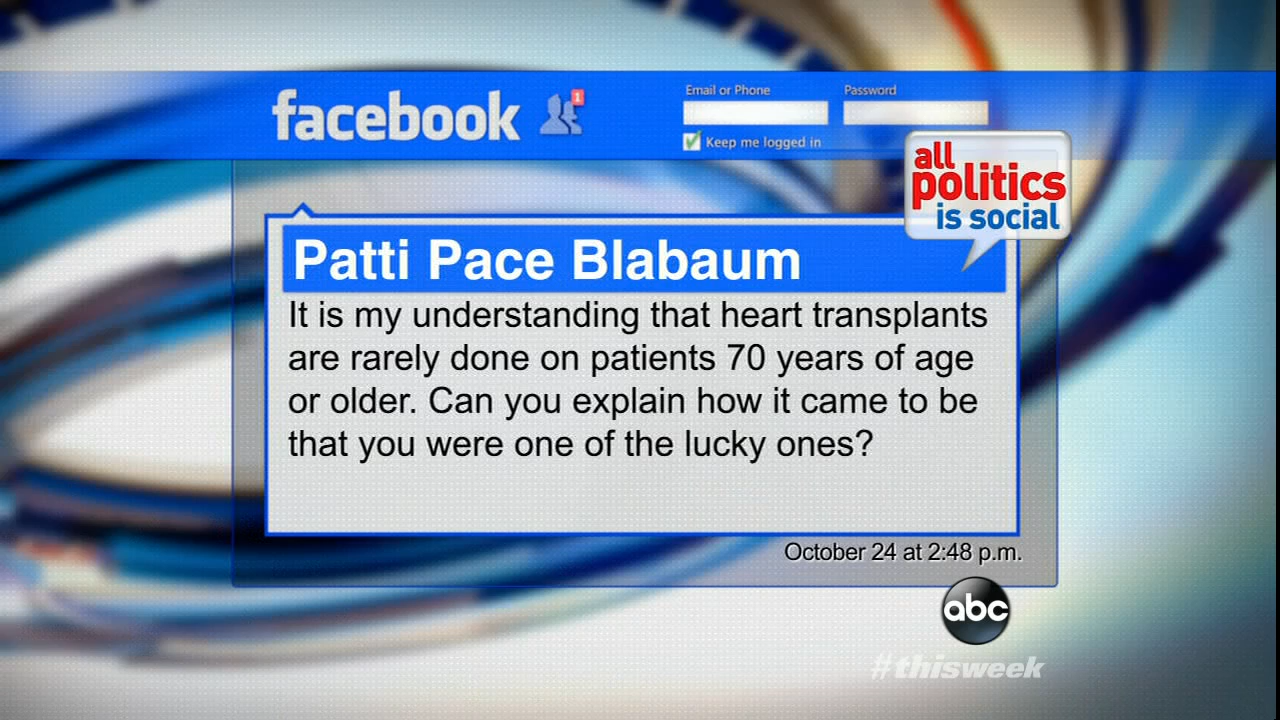 facebook
1
Email or Phone
Password
Keep me logged in
all
politics
is social
Patti Pace Blabaum
It is my understanding that heart transplants
are rarely done on patients 70 years of age
or older. Can you explain how it came to be
that you were one of the lucky ones?
October 24 at 2:48 p.m.
abc
#thisweek